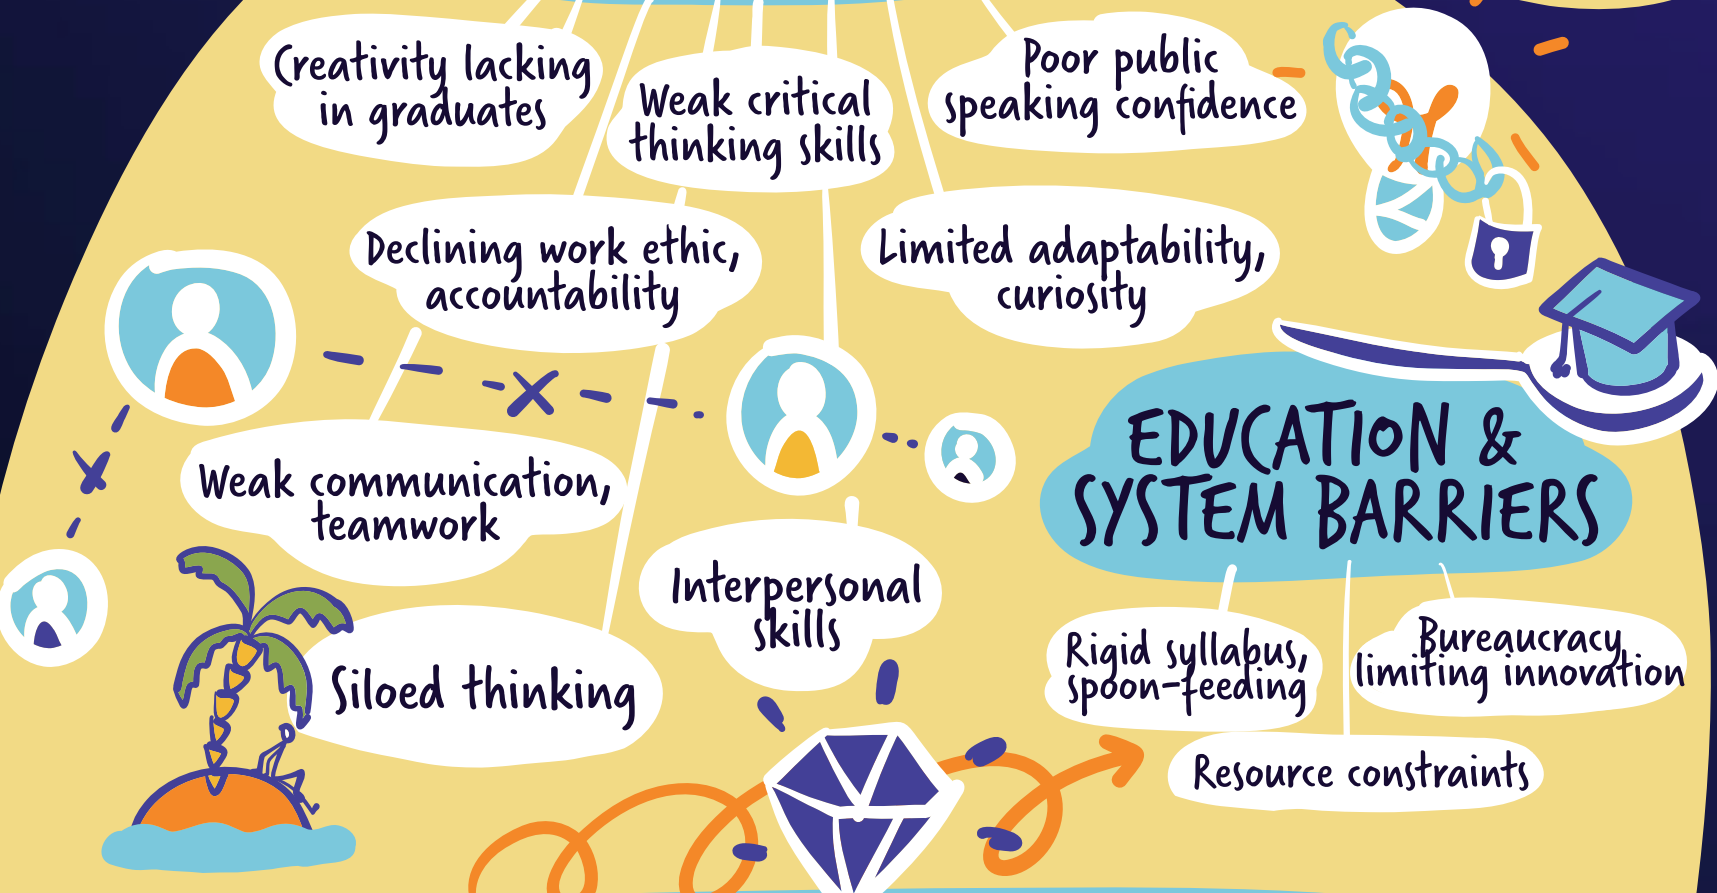 Creativity lacking
in graduates
Weak critical
thinking skills
Poor public
speaking confidence
Declining work ethic,
accountability
Limited adaptability,
curiosity
Weak communication,
teamwork
Interpersonal
skills
Siloed thinking
EDUCATION &
SYSTEM BARRIERS
Rigid syllabus,
spoon-feeding
Bureaucracy
limiting innovation
Resource constraints